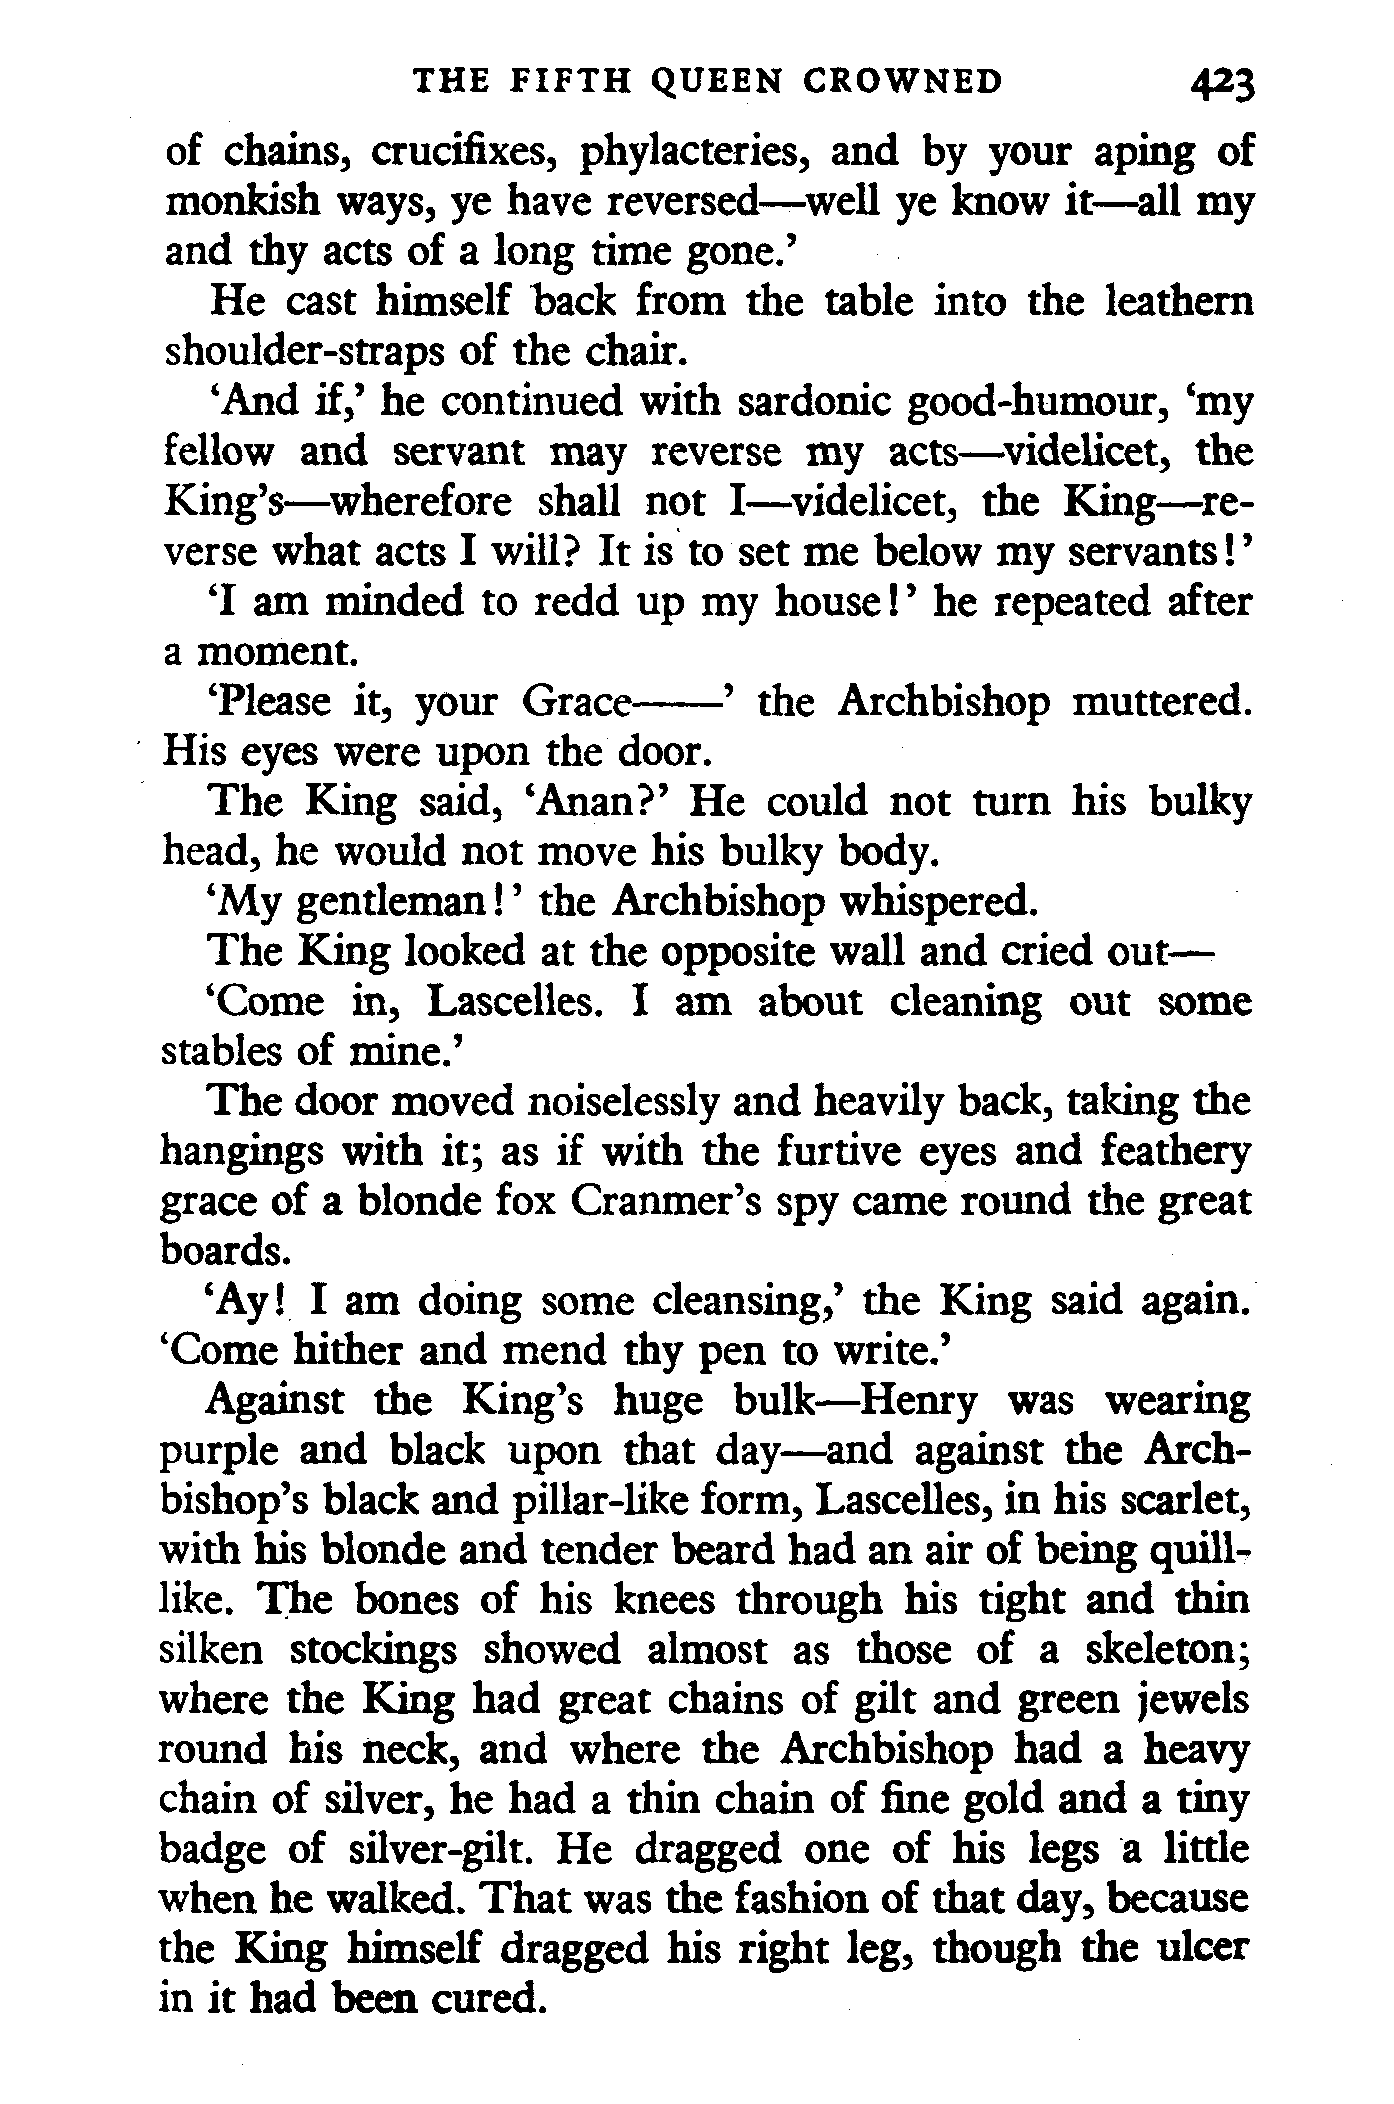 THE FIFTH QUEEN CROWNED 423
of chains, crucifixes, phylacteries, and by your aping of
monkish ways, ye have reversed—well ye know it—all my
and thy acts of a long time gone.’
He cast himself back from the table into the leathern
shoulder-straps of the chair.
‘And if,’ he continued with sardonic good-humour, ‘my
fellow and servant may reverse my acts—videlicet, the
King’s—wherefore shall not I—videlicet, the King—re-
verse what acts I will? It is to set me below my servants!’
‘I am minded to redd up my house!’ he repeated after
a moment.
‘Please it, your Grace——’ the Archbishop muttered.
His eyes were upon the door.
The King said, ‘Anan?’ He could not turn his bulky
head, he would not move his bulky body.
‘My gentleman!’ the Archbishop whispered.
The King looked at the opposite wall and cried out—
‘Come in, Lascelles. I am about cleaning out some
stables of mine.’
The door moved noiselessly and heavily back, taking the
hangings with it; as if with the furtive eyes and feathery
grace of a blonde fox Cranmer’s spy came round the great
boards.
‘Ay! I am doing some cleansing,’ the King said again.
‘Come hither and mend thy pen to write.’
Against the King’s huge bulk—Henry was wearing
purple and black upon that day—and against the Arch-
bishop’s black and pillar-like form, Lascelles, in his scarlet,
with his blonde and tender beard had an air of being quill-
like. The bones of his knees through his tight and thin
silken stockings showed almost as those of a skeleton;
where the King had great chains of gilt and green jewels
round his neck, and where the Archbishop had a heavy
chain of silver, he had a thin chain of fine gold and a tiny
badge of silver-gilt. He dragged one of his legs a little
when he walked. That was the fashion of that day, because
the King himself dragged his right leg, though the ulcer
in it had been cured.